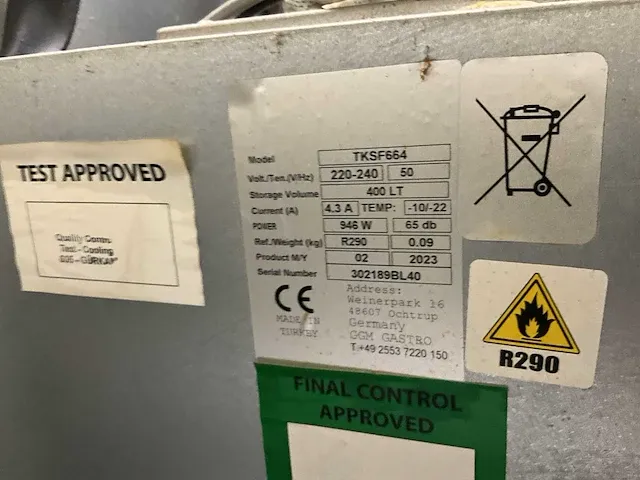 TEST APPROVED
Quality Comm.
Test - Cooling
025 - GÜRKAN
Model TKSF664
Volt./Ten.(V/Hz) 220-240 50
Storage Volume 400 LT
Current (A) 4.3 A TEMP: -10/-22
POWER 946 W 65 db
Ref./Weight (kg) R290 0.09
Product M/Y 02 2023
Serial Number 302189BL40
CE
MADE IN
TURKEY
Address:
Weinerpark 16
48607 Ochtrup
Germany
GGM GASTRO
T.+49 2553 7220 150
R290
FINAL CONTROL
APPROVED